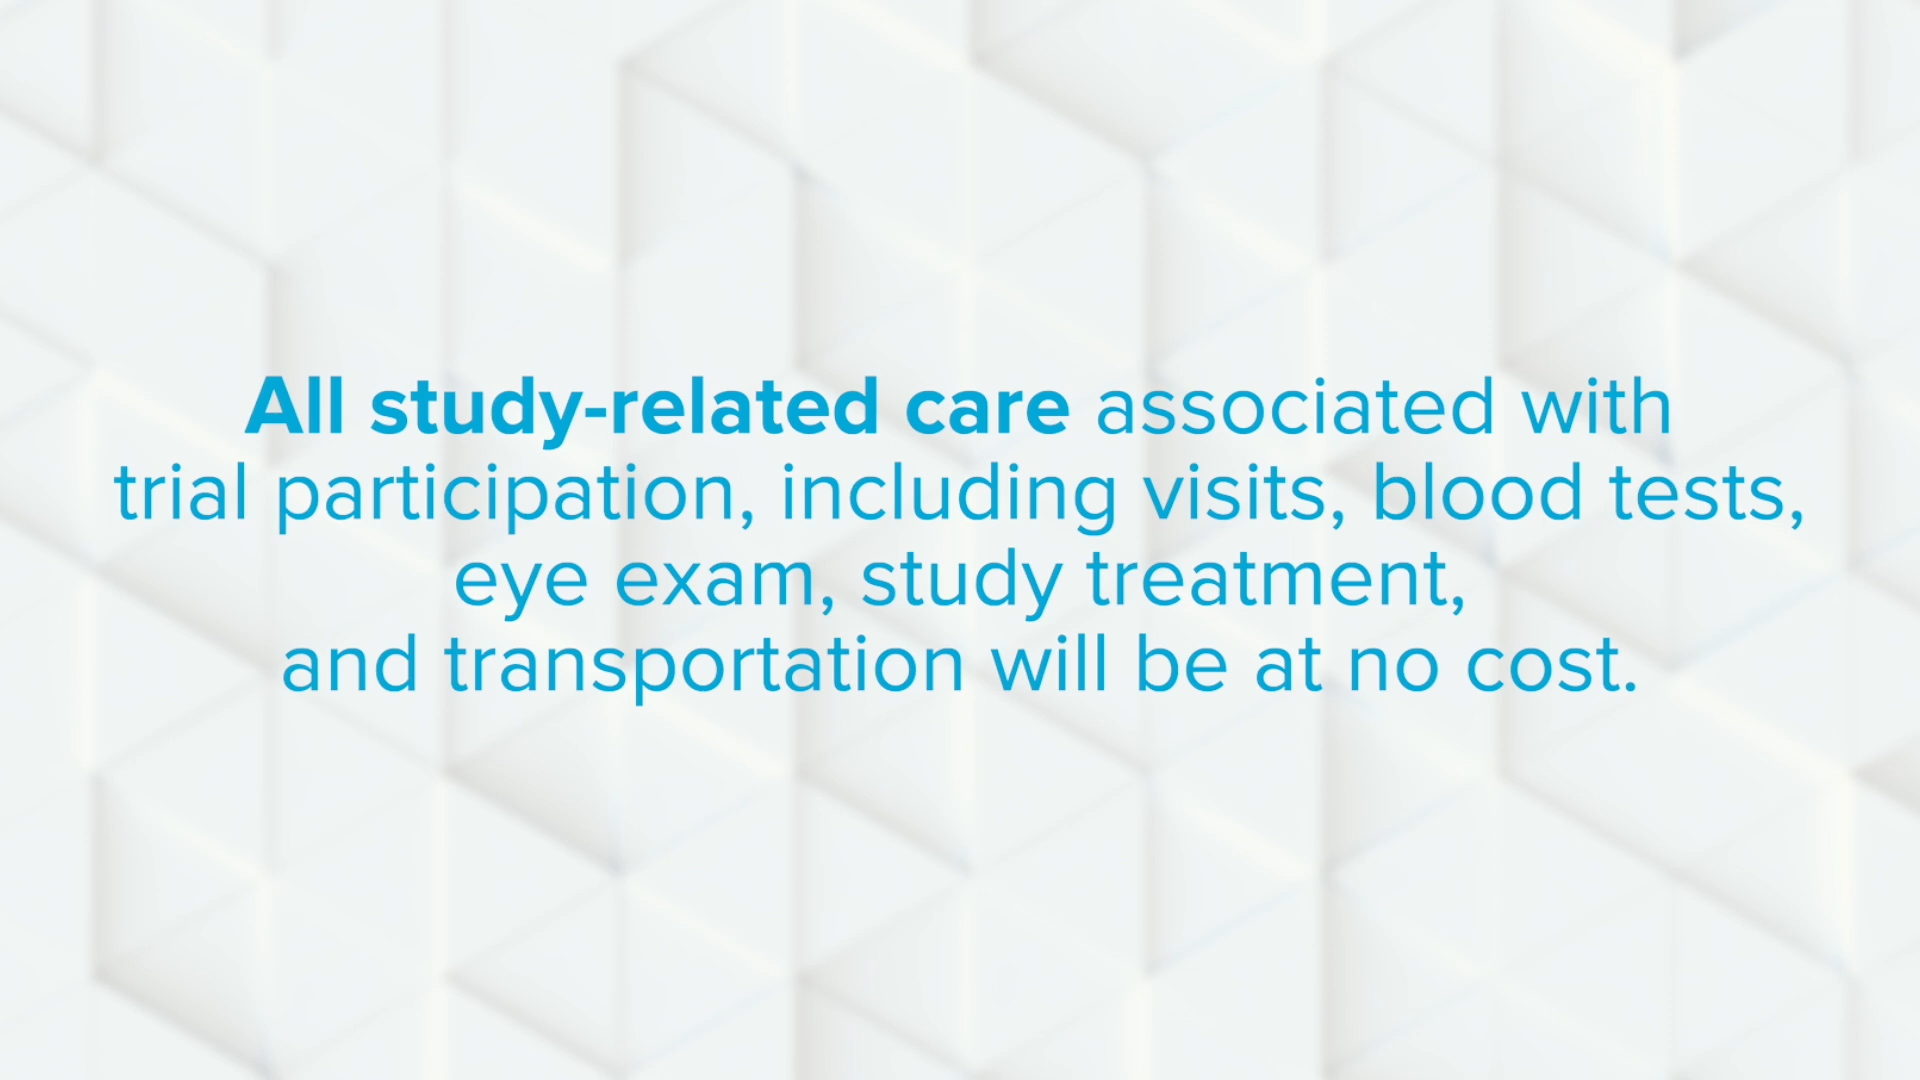 All study-related care associated with
trial participation, including visits, blood tests,
eye exam, study treatment,
and transportation will be at no cost.